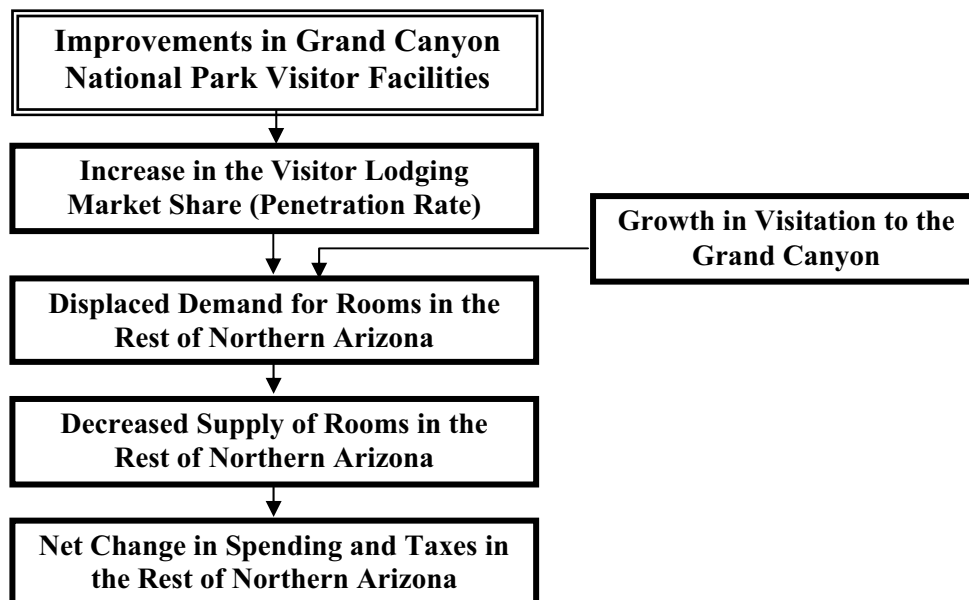 Improvements in Grand Canyon
National Park Visitor Facilities
Increase in the Visitor Lodging
Market Share (Penetration Rate)
Growth in Visitation to the
Grand Canyon
Displaced Demand for Rooms in the
Rest of Northern Arizona
Decreased Supply of Rooms in the
Rest of Northern Arizona
Net Change in Spending and Taxes in
the Rest of Northern Arizona